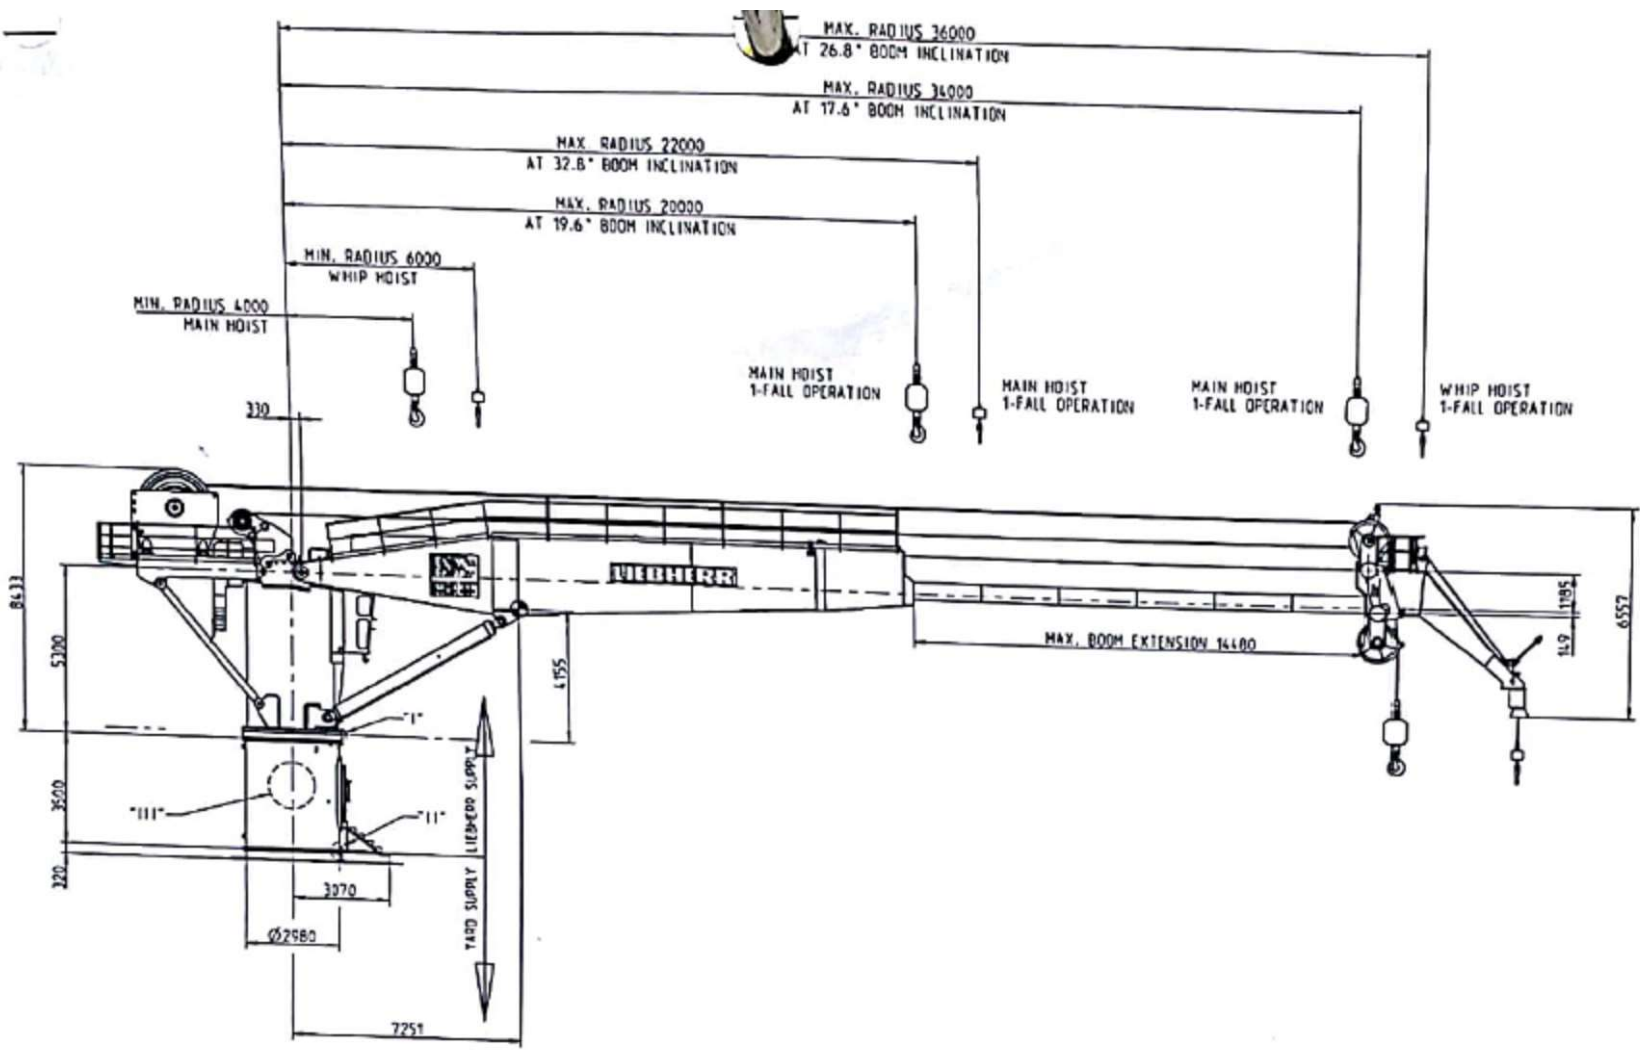 MAX. RADIUS 36000
AT 26.8° BOOM INCLINATION
MAX. RADIUS 34000
AT 17.6° BOOM INCLINATION
MAX. RADIUS 22000
AT 32.8° BOOM INCLINATION
MAX. RADIUS 20000
AT 19.6° BOOM INCLINATION
MIN. RADIUS 6000
WHIP HOIST
MIN. RADIUS 4000
MAIN HOIST
MAIN HOIST
1-FALL OPERATION
MAIN HOIST
1-FALL OPERATION
MAIN HOIST
1-FALL OPERATION
WHIP HOIST
1-FALL OPERATION
330
8433
5300
LIEBHERR
1185
6557
149
MAX. BOOM EXTENSION 14480
4155
"I"
LIEBHERR SUPPLY
3900
"III"
"II"
320
3070
YARD SUPPLY
Ø2980
7251